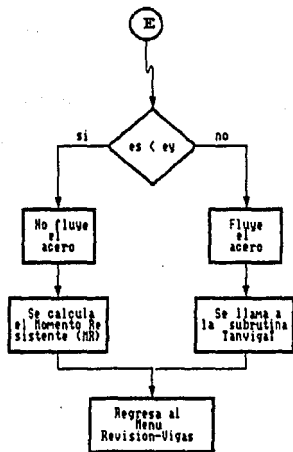 E
es < ey
si
no
No fluye
el
acero
Fluye
el
acero
Se calcula
el Momento Re
sistente (MR)
Se llama a
la subrutina
Tanvigal
Regresa al
Menu
Revision-Vigas